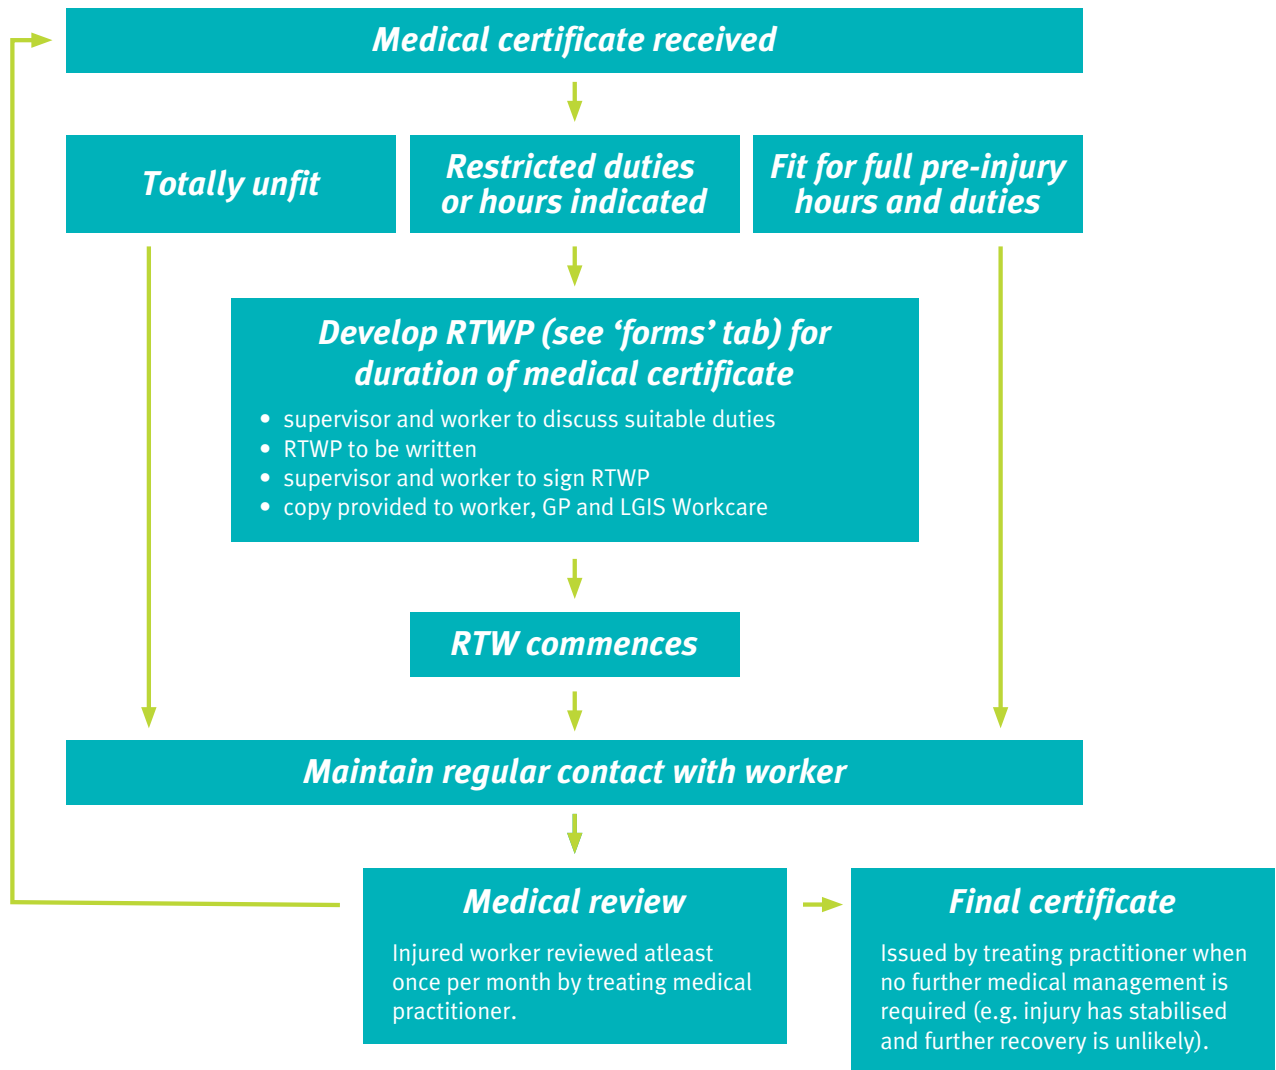 Medical certificate received
Totally unfit
Restricted duties
or hours indicated
Fit for full pre-injury
hours and duties
Develop RTWP (see ‘forms’ tab) for
duration of medical certificate
• supervisor and worker to discuss suitable duties
• RTWP to be written
• supervisor and worker to sign RTWP
• copy provided to worker, GP and LGIS Workcare
RTW commences
Maintain regular contact with worker
Medical review
Injured worker reviewed atleast
once per month by treating medical
practitioner.
Final certificate
Issued by treating practitioner when
no further medical management is
required (e.g. injury has stabilised
and further recovery is unlikely).